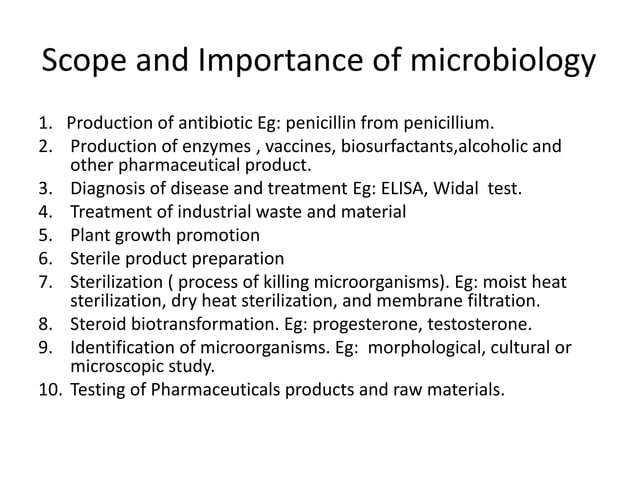 Scope and Importance of microbiology
1. Production of antibiotic Eg: penicillin from penicillium.
2. Production of enzymes , vaccines, biosurfactants,alcoholic and
other pharmaceutical product.
3. Diagnosis of disease and treatment Eg: ELISA, Widal test.
4. Treatment of industrial waste and material
5. Plant growth promotion
6. Sterile product preparation
7. Sterilization ( process of killing microorganisms). Eg: moist heat
sterilization, dry heat sterilization, and membrane filtration.
8. Steroid biotransformation. Eg: progesterone, testosterone.
9. Identification of microorganisms. Eg: morphological, cultural or
microscopic study.
10. Testing of Pharmaceuticals products and raw materials.